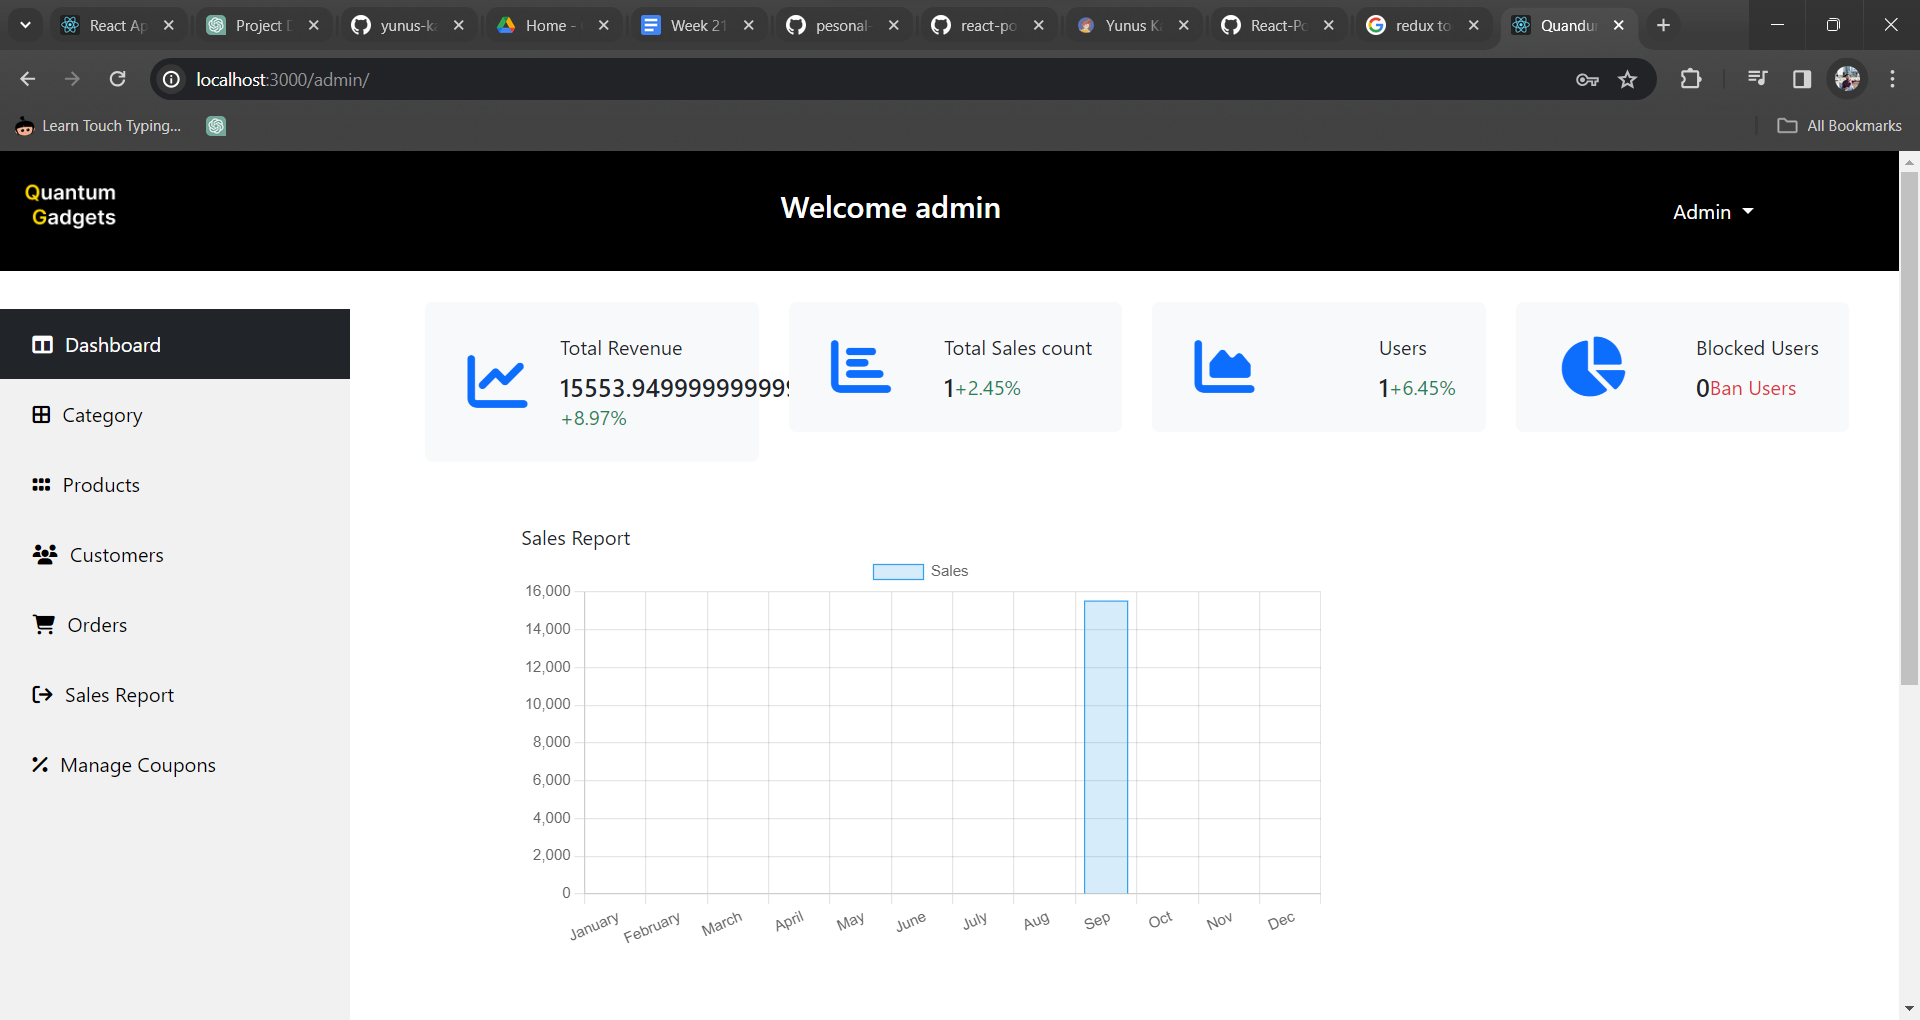 React Ap
Project D
yunus-ka
Home -
Week 21
pesonal-
react-po
Yunus Ka
React-Po
redux to
Quandu
localhost:3000/admin/
Learn Touch Typing...
All Bookmarks
Quantum
Gadgets
Welcome admin
Admin
Dashboard
Category
Products
Customers
Orders
Sales Report
Manage Coupons
Total Revenue
15553.949999999999
+8.97%
Total Sales count
1+2.45%
Users
1+6.45%
Blocked Users
0Ban Users
Sales Report
Sales
16,000
14,000
12,000
10,000
8,000
6,000
4,000
2,000
0
January
February
March
April
May
June
July
Aug
Sep
Oct
Nov
Dec